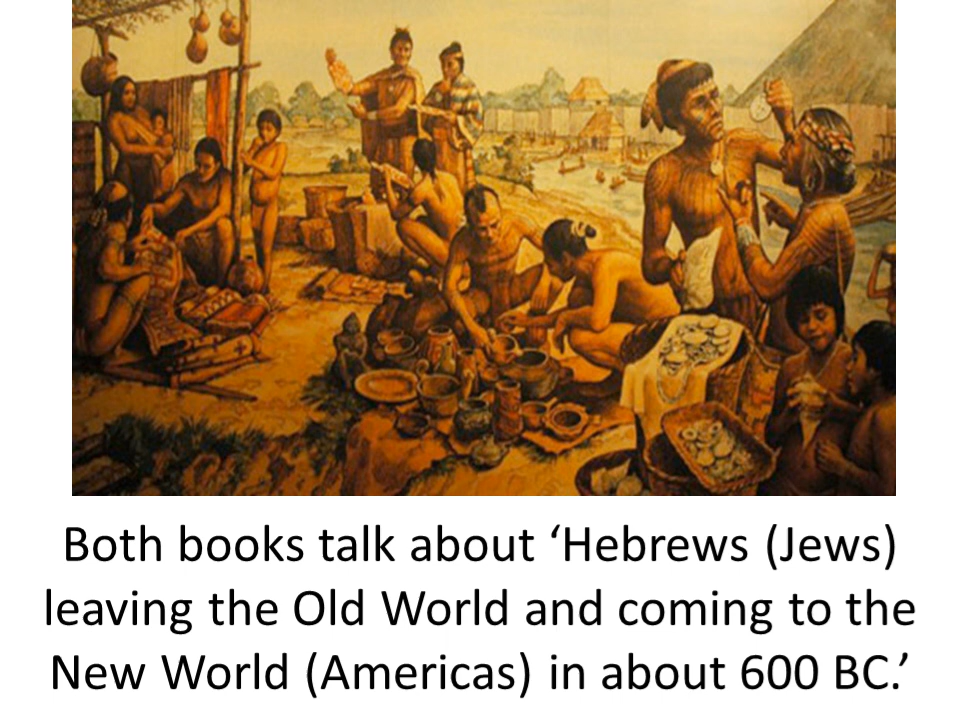 Both books talk about ‘Hebrews (Jews)
leaving the Old World and coming to the
New World (Americas) in about 600 BC.’